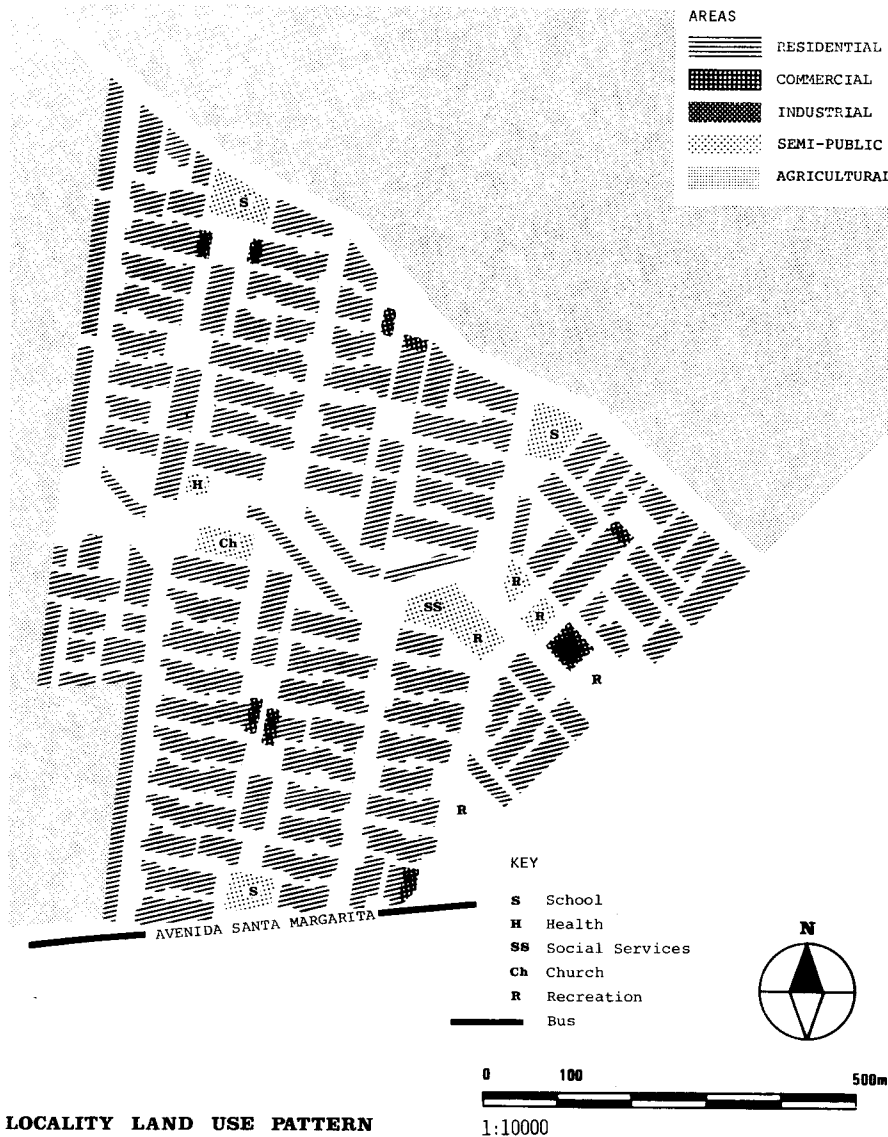 AREAS
RESIDENTIAL
COMMERCIAL
INDUSTRIAL
SEMI-PUBLIC
AGRICULTURAL
S
S
H
Ch
R
SS
R
R
R
R
S
AVENIDA SANTA MARGARITA
KEY
S School
H Health
SS Social Services
Ch Church
R Recreation
Bus
N
0 100 500m
1:10000
LOCALITY LAND USE PATTERN